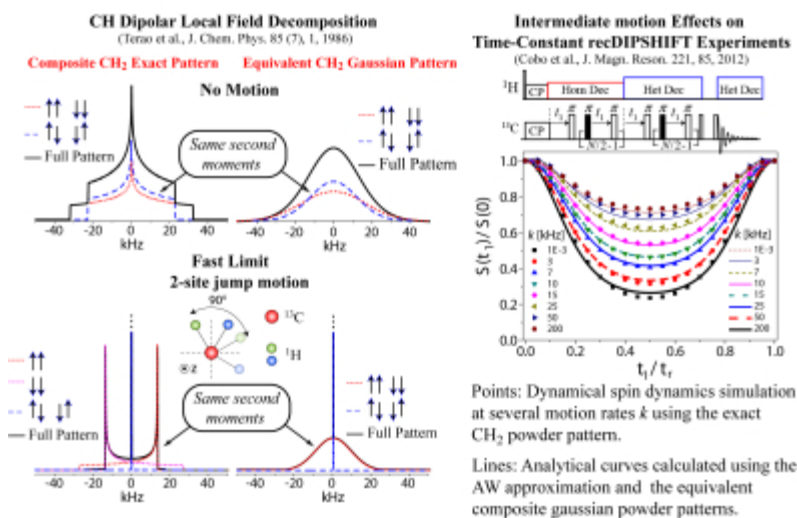 CH Dipolar Local Field Decomposition
(Terao et al., J. Chem. Phys. 85 (7), 1, 1986)
Composite CH2 Exact Pattern
Equivalent CH2 Gaussian Pattern
No Motion
Full Pattern
Same second
moments
Full Pattern
-40 -20 0 20 40
kHz
-40 -20 0 20 40
kHz
Fast Limit
2-site jump motion
90°
13C
1H
z
Full Pattern
Same second
moments
Full Pattern
-40 -20 0 20 40
kHz
-40 -20 0 20 40
kHz
Intermediate motion Effects on
Time-Constant recDIPSHIFT Experiments
(Cobo et al., J. Magn. Reson. 221, 85, 2012)
1H
CP
Hom Dec
Het Dec
Het Dec
13C
CP
t1
π
π
t1
t1
π
π
t1
N/2-1
N/2-1
S(t1)/S(0)
1.0
0.8
0.6
0.4
0.2
0.0
k [kHz]
1E-3
3
7
10
15
25
50
200
k [kHz]
1E-3
3
7
10
15
25
50
200
0.0 0.2 0.4 0.6 0.8 1.0
t1/tr
Points: Dynamical spin dynamics simulation
at several motion rates k using the exact
CH2 powder pattern.
Lines: Analytical curves calculated using the
AW approximation and the equivalent
composite gaussian powder patterns.